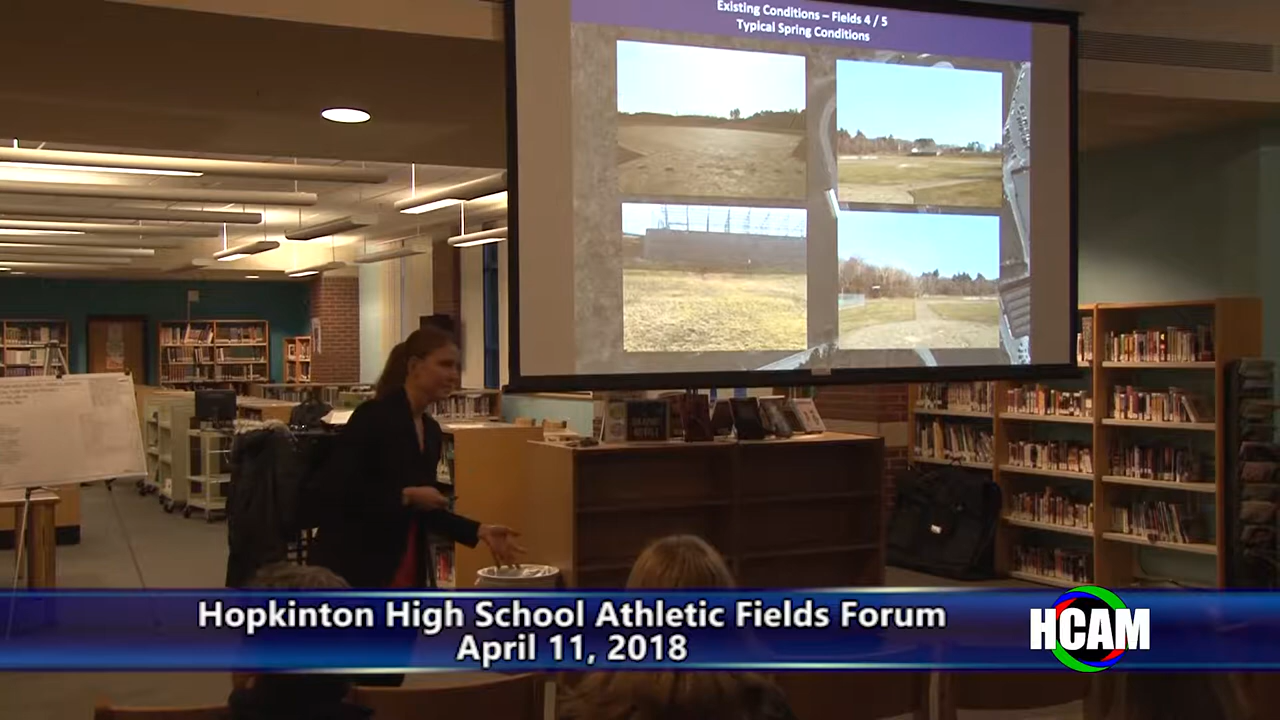 Existing Conditions – Fields 4 / 5
Typical Spring Conditions
Hopkinton High School Athletic Fields Forum
April 11, 2018
HCAM